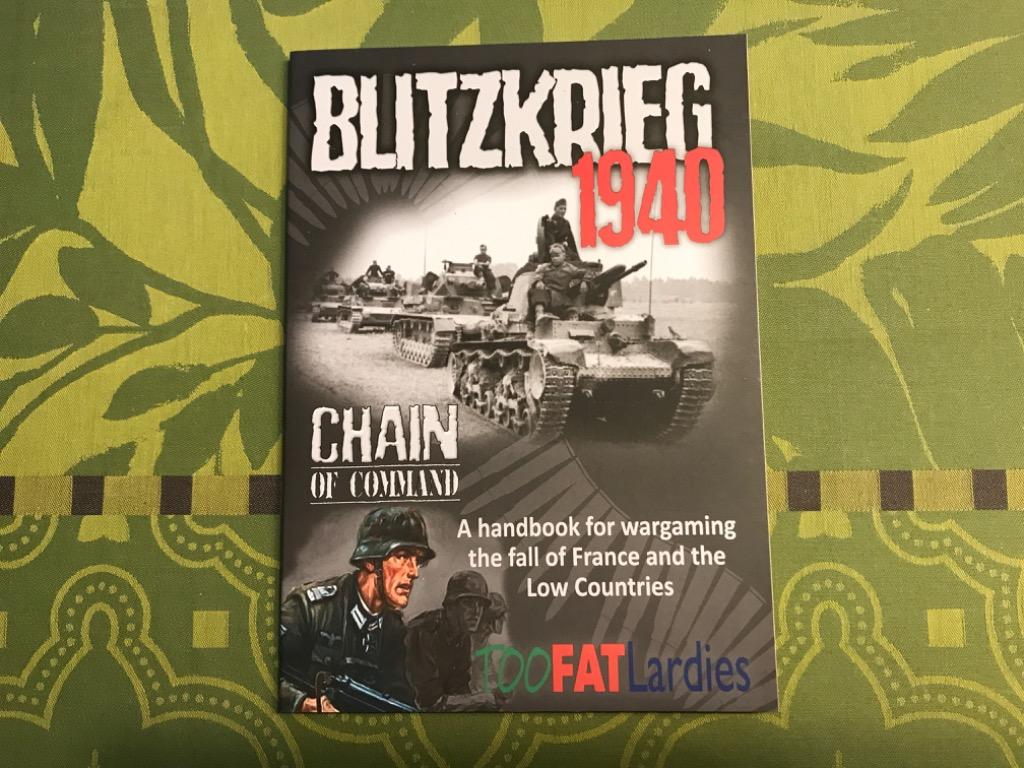 BLITZKRIEG
1940
CHAIN
OF COMMAND
A handbook for wargaming
the fall of France and the
Low Countries
TOOFATLardies